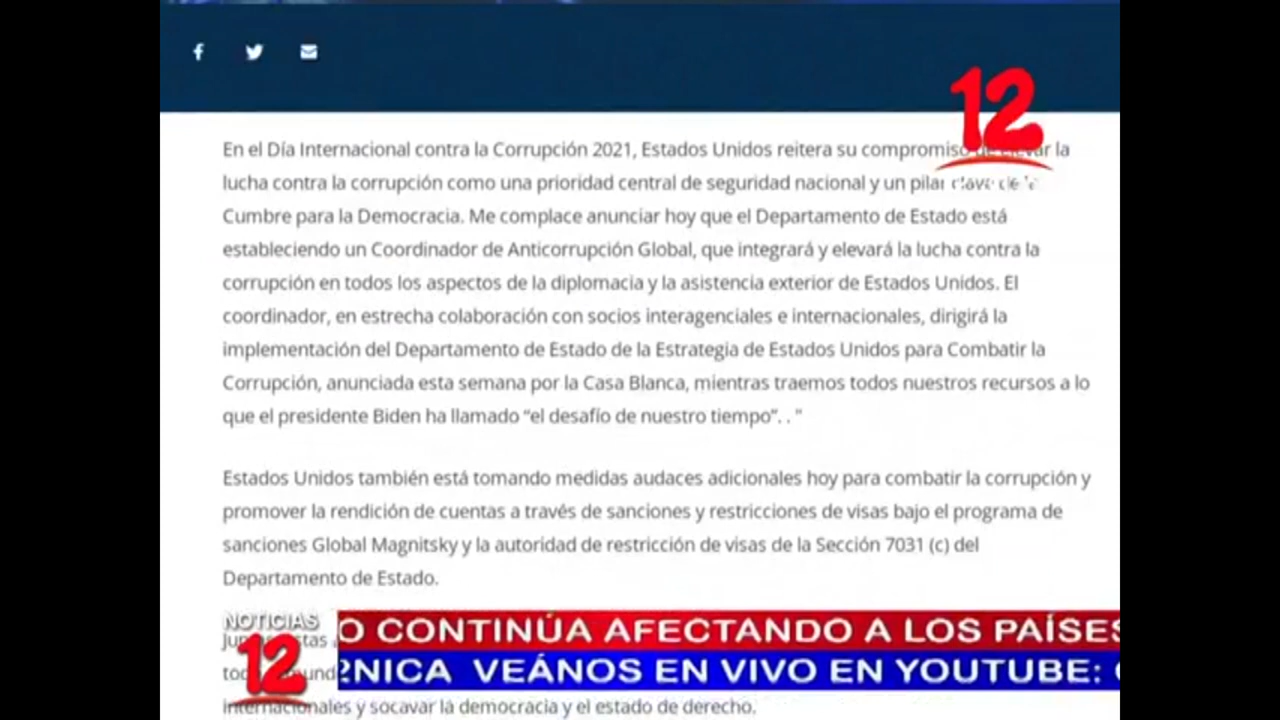 12
En el Día Internacional contra la Corrupción 2021, Estados Unidos reitera su compromiso de elevar la
lucha contra la corrupción como una prioridad central de seguridad nacional y un pilar clave de la
Cumbre para la Democracia. Me complace anunciar hoy que el Departamento de Estado está
estableciendo un Coordinador de Anticorrupción Global, que integrará y elevará la lucha contra la
corrupción en todos los aspectos de la diplomacia y la asistencia exterior de Estados Unidos. El
coordinador, en estrecha colaboración con socios interagenciales e internacionales, dirigirá la
implementación del Departamento de Estado de la Estrategia de Estados Unidos para Combatir la
Corrupción, anunciada esta semana por la Casa Blanca, mientras traemos todos nuestros recursos a lo
que el presidente Biden ha llamado “el desafío de nuestro tiempo”. . ”
Estados Unidos también está tomando medidas audaces adicionales hoy para combatir la corrupción y
promover la rendición de cuentas a través de sanciones y restricciones de visas bajo el programa de
sanciones Global Magnitsky y la autoridad de restricción de visas de la Sección 7031 (c) del
Departamento de Estado.
NOTICIAS
12
O CONTINÚA AFECTANDO A LOS PAÍSES
RNICA VEÁNOS EN VIVO EN YOUTUBE:
internacionales y socavar la democracia y el estado de derecho.